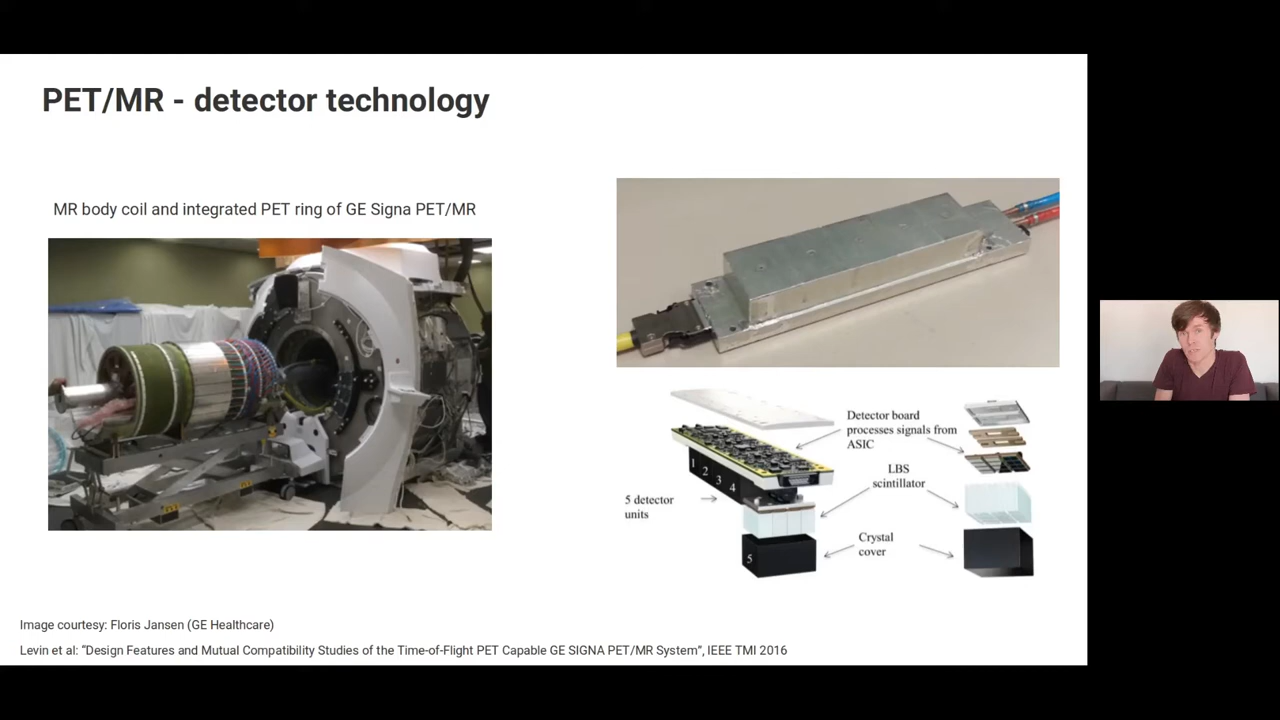 PET/MR - detector technology
MR body coil and integrated PET ring of GE Signa PET/MR
Detector board
processes signals from
ASIC
LBS
scintillator
5 detector
units
Crystal
cover
1
2
3
4
5
Image courtesy: Floris Jansen (GE Healthcare)
Levin et al: “Design Features and Mutual Compatibility Studies of the Time-of-Flight PET Capable GE SIGNA PET/MR System”, IEEE TMI 2016